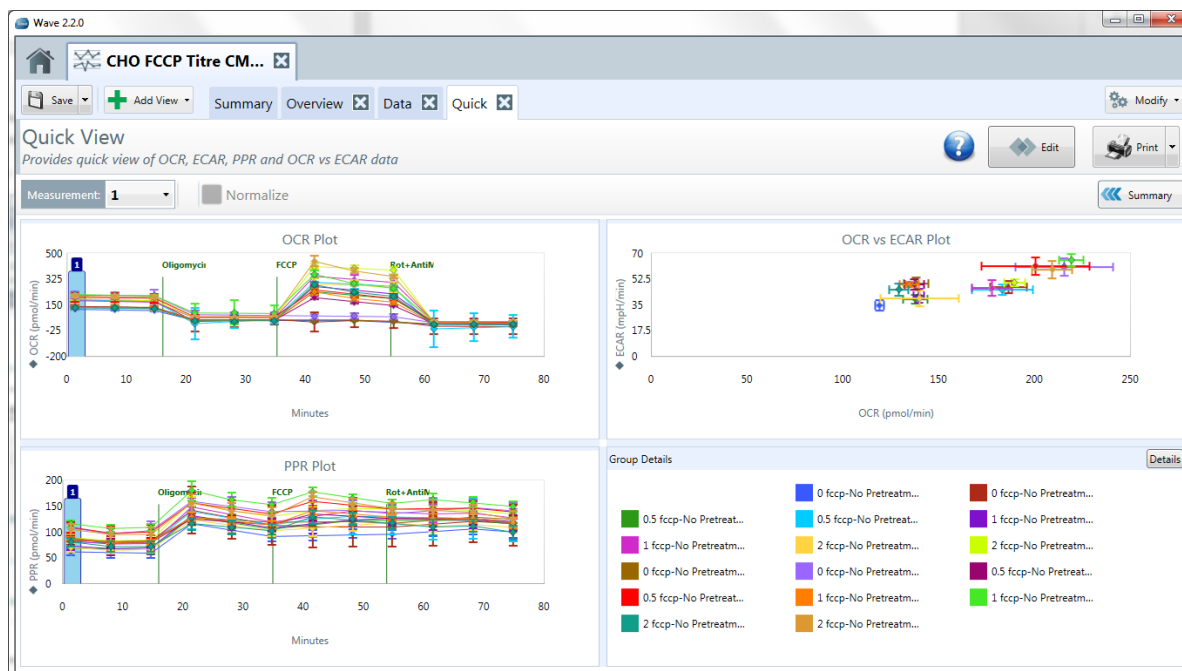 Wave 2.2.0
CHO FCCP Titre CM...
Save
Add View
Summary
Overview
Data
Quick
Modify
Quick View
Provides quick view of OCR, ECAR, PPR and OCR vs ECAR data
?
Edit
Print
Measurement: 1
Normalize
Summary
OCR Plot
500
325
150
-25
-200
OCR (pmol/min)
1
Oligomycin
FCCP
Rot+AntiM
0 10 20 30 40 50 60 70 80
Minutes
OCR vs ECAR Plot
70
52.5
35
17.5
0
ECAR (mpH/min)
0 50 100 150 200 250
OCR (pmol/min)
PPR Plot
200
150
100
50
0
PPR (pmol/min)
1
Oligomycin
FCCP
Rot+AntiM
0 10 20 30 40 50 60 70 80
Minutes
Group Details
Details
0 fccp-No Pretreatm... 0 fccp-No Pretreatm...
0.5 fccp-No Pretreat... 0.5 fccp-No Pretreat... 1 fccp-No Pretreatm...
1 fccp-No Pretreatm... 2 fccp-No Pretreatm... 2 fccp-No Pretreatm...
0 fccp-No Pretreatm... 0 fccp-No Pretreatm... 0.5 fccp-No Pretreat...
0.5 fccp-No Pretreat... 1 fccp-No Pretreatm... 1 fccp-No Pretreatm...
2 fccp-No Pretreatm... 2 fccp-No Pretreatm...